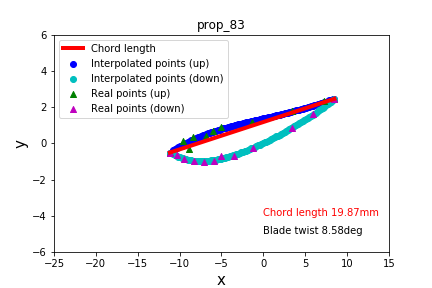 prop_83
Chord length
Interpolated points (up)
Interpolated points (down)
Real points (up)
Real points (down)
6
4
2
0
−2
−4
−6
y
Chord length 19.87mm
Blade twist 8.58deg
−25 −20 −15 −10 −5 0 5 10 15
x